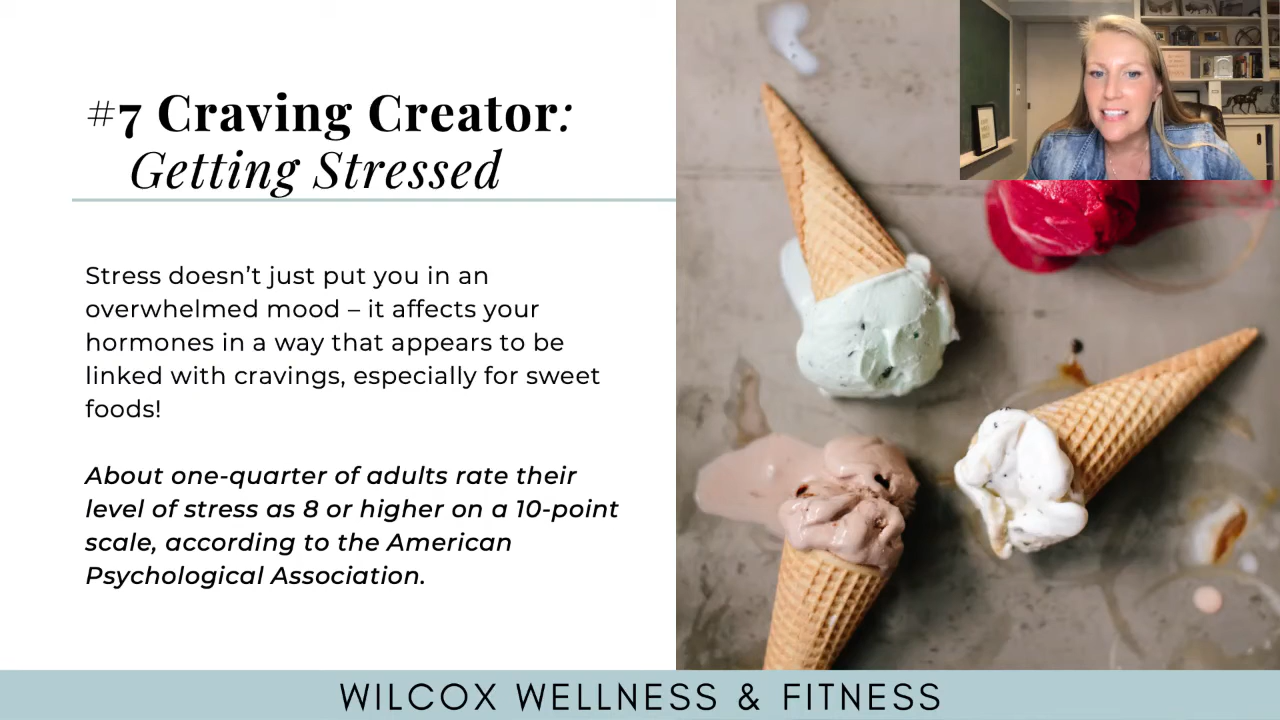 #7 Craving Creator:
Getting Stressed
Stress doesn’t just put you in an
overwhelmed mood – it affects your
hormones in a way that appears to be
linked with cravings, especially for sweet
foods!
About one-quarter of adults rate their
level of stress as 8 or higher on a 10-point
scale, according to the American
Psychological Association.
WILCOX WELLNESS & FITNESS